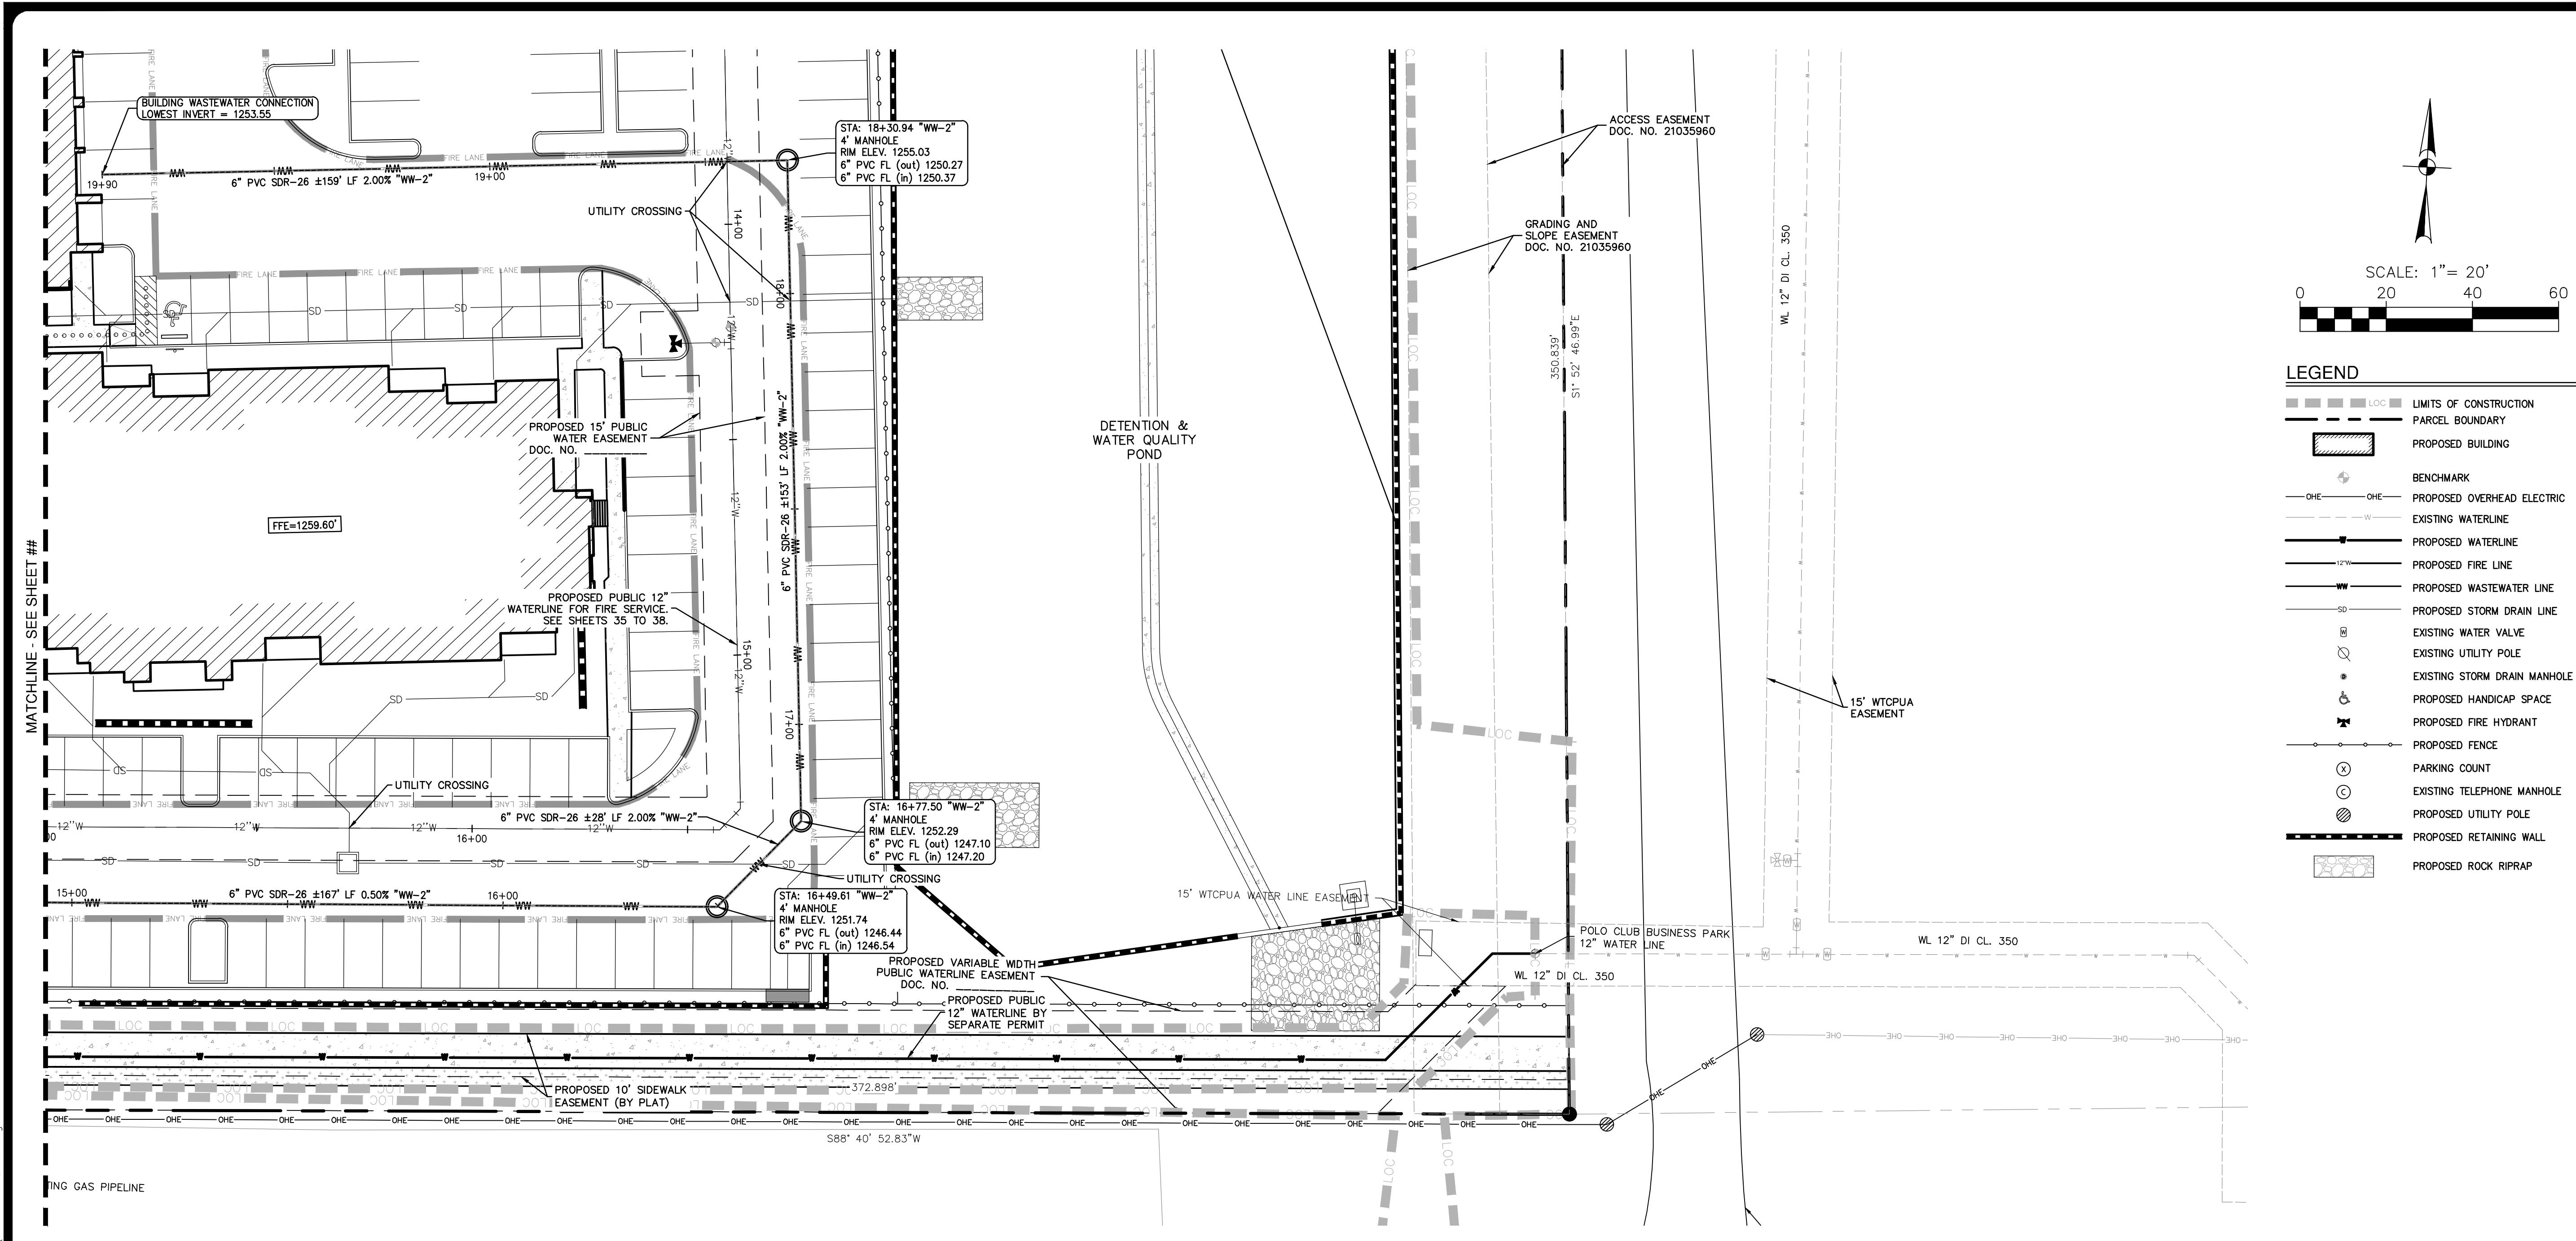 BUILDING WASTEWATER CONNECTION
LOWEST INVERT = 1253.55
FIRE LANE
19+90
6" PVC SDR-26 ±159' LF 2.00% "WW-2"
19+00
STA: 18+30.94 "WW-2"
4' MANHOLE
RIM ELEV. 1255.03
6" PVC FL (out) 1250.27
6" PVC FL (in) 1250.37
UTILITY CROSSING
14+00
18+00
12"W
SD
PROPOSED 15' PUBLIC
WATER EASEMENT
DOC. NO. __________
6" PVC SDR-26 ±153' LF 2.00% "WW-2"
FFE=1259.60'
MATCHLINE - SEE SHEET ##
PROPOSED PUBLIC 12"
WATERLINE FOR FIRE SERVICE.
SEE SHEETS 35 TO 38.
15+00
17+00
UTILITY CROSSING
6" PVC SDR-26 ±28' LF 2.00% "WW-2"
16+00
STA: 16+77.50 "WW-2"
4' MANHOLE
RIM ELEV. 1252.29
6" PVC FL (out) 1247.10
6" PVC FL (in) 1247.20
UTILITY CROSSING
15+00
6" PVC SDR-26 ±167' LF 0.50% "WW-2"
16+00
STA: 16+49.61 "WW-2"
4' MANHOLE
RIM ELEV. 1251.74
6" PVC FL (out) 1246.44
6" PVC FL (in) 1246.54
PROPOSED VARIABLE WIDTH
PUBLIC WATERLINE EASEMENT
DOC. NO. __________
PROPOSED PUBLIC
12" WATERLINE BY
SEPARATE PERMIT
PROPOSED 10' SIDEWALK
EASEMENT (BY PLAT)
372.898'
LOC
OHE
S88° 40' 52.83"W
TING GAS PIPELINE
DETENTION &
WATER QUALITY
POND
15' WTCPUA WATER LINE EASEMENT
ACCESS EASEMENT
DOC. NO. 21035960
GRADING AND
SLOPE EASEMENT
DOC. NO. 21035960
350.839'
S1° 52' 46.99"E
WL 12" DI CL. 350
15' WTCPUA
EASEMENT
POLO CLUB BUSINESS PARK
12" WATER LINE
WL 12" DI CL. 350
WL 12" DI CL. 350
SCALE: 1"= 20'
0 20 40 60
LEGEND
LOC LIMITS OF CONSTRUCTION
PARCEL BOUNDARY
PROPOSED BUILDING
BENCHMARK
OHE OHE PROPOSED OVERHEAD ELECTRIC
W EXISTING WATERLINE
W PROPOSED WATERLINE
12"W PROPOSED FIRE LINE
WW PROPOSED WASTEWATER LINE
SD PROPOSED STORM DRAIN LINE
W EXISTING WATER VALVE
EXISTING UTILITY POLE
EXISTING STORM DRAIN MANHOLE
PROPOSED HANDICAP SPACE
PROPOSED FIRE HYDRANT
PROPOSED FENCE
X PARKING COUNT
C EXISTING TELEPHONE MANHOLE
PROPOSED UTILITY POLE
PROPOSED RETAINING WALL
PROPOSED ROCK RIPRAP